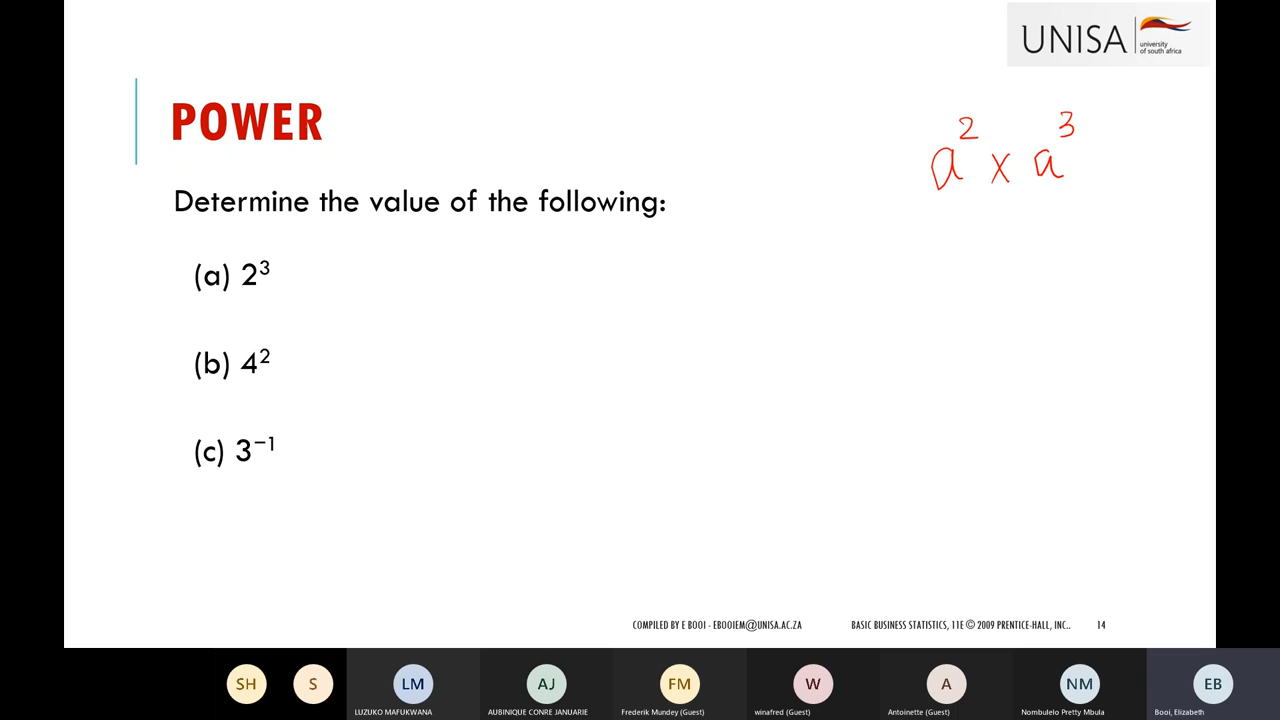 UNISA
university
of south africa
POWER
a² x a³
Determine the value of the following:
(a) 2³
(b) 4²
(c) 3⁻¹
COMPILED BY E BOOI - EBOOIEM@UNISA.AC.ZA
BASIC BUSINESS STATISTICS, 11E © 2009 PRENTICE-HALL, INC..
14
SH
S
LM
AJ
FM
W
A
NM
EB
LUZUKO MAFUKWANA
AUBINIQUE CONRE JANUARIE
Frederik Mundey (Guest)
winafred (Guest)
Antoinette (Guest)
Nombulelo Pretty Mbula
Booi, Elizabeth